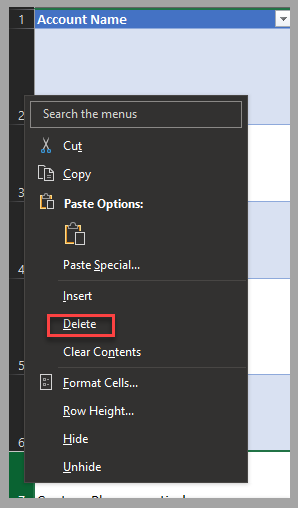 1 Account Name
Search the menus
2 Cut
Copy
3 Paste Options:
Paste Special...
4
Insert
Delete
Clear Contents
5
Format Cells...
Row Height...
Hide
6
Unhide
7